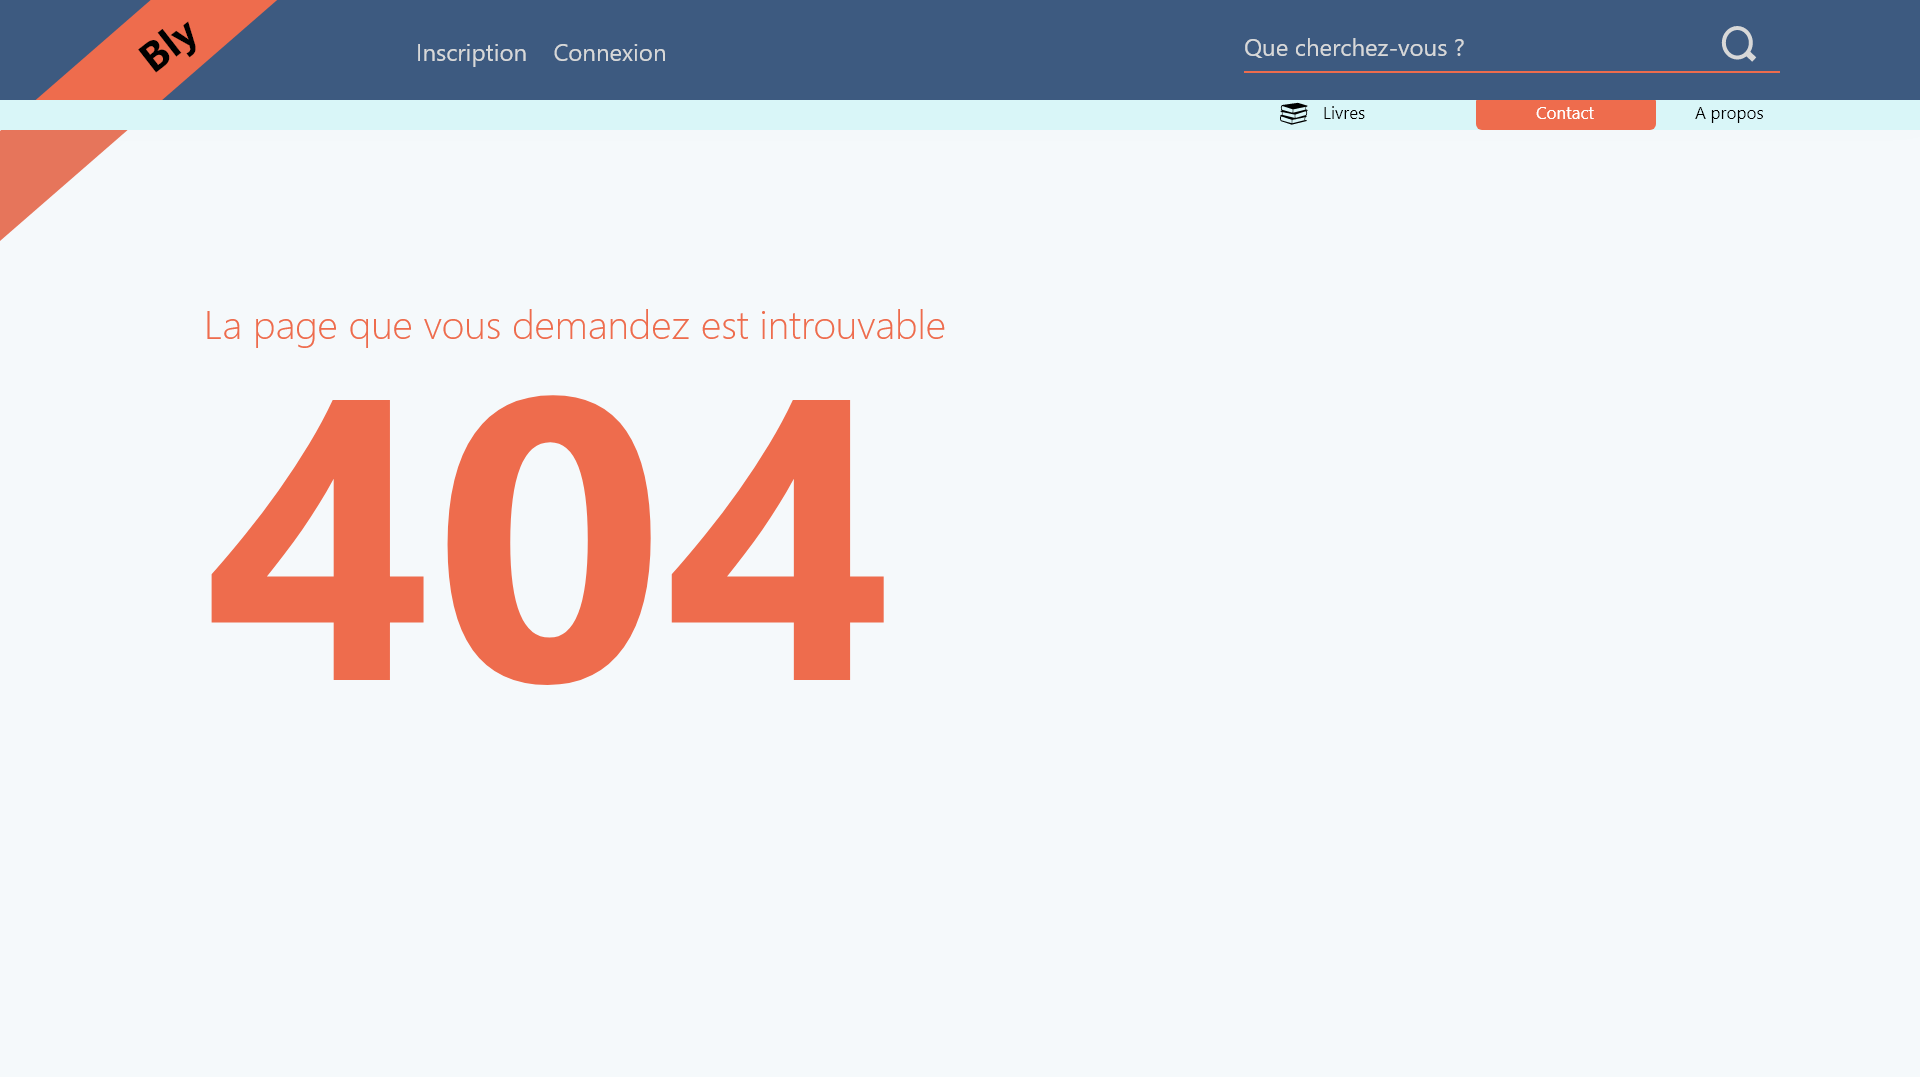 Bly
Inscription Connexion
Que cherchez-vous ?
Livres
Contact
A propos
La page que vous demandez est introuvable
404